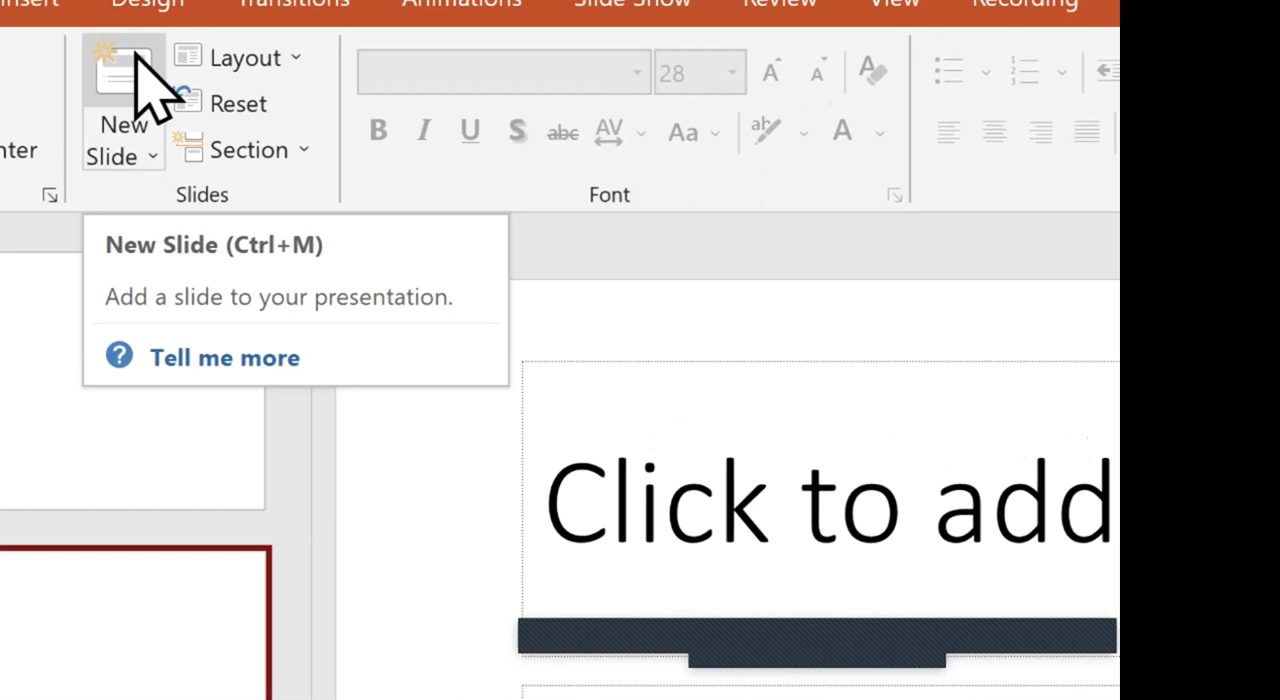 Design Transitions Animations Slide Show Review View Recording
New
Slide
Layout
Reset
Section
28
B I U S abc AV Aa ab A
Slides
Font
New Slide (Ctrl+M)
Add a slide to your presentation.
? Tell me more
Click to add